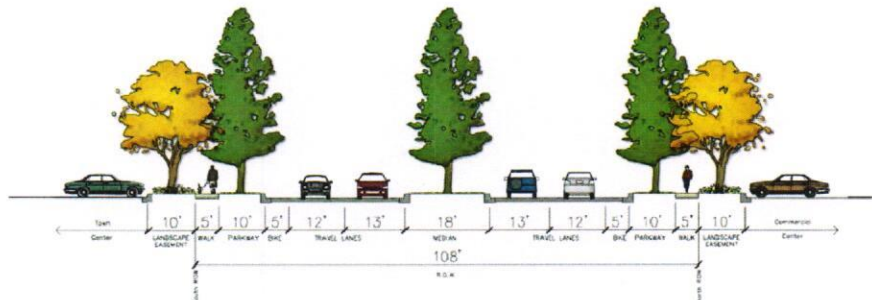 10' 5' 10' 5' 12' 13' 18' 13' 12' 5' 10' 5' 10'
Town Center
LANDSCAPE EASEMENT
WALK
PARKWAY
BIKE
TRAVEL LANES
MEDIAN
TRAVEL LANES
BIKE
PARKWAY
WALK
LANDSCAPE EASEMENT
Commercial Center
108'
R.O.W.